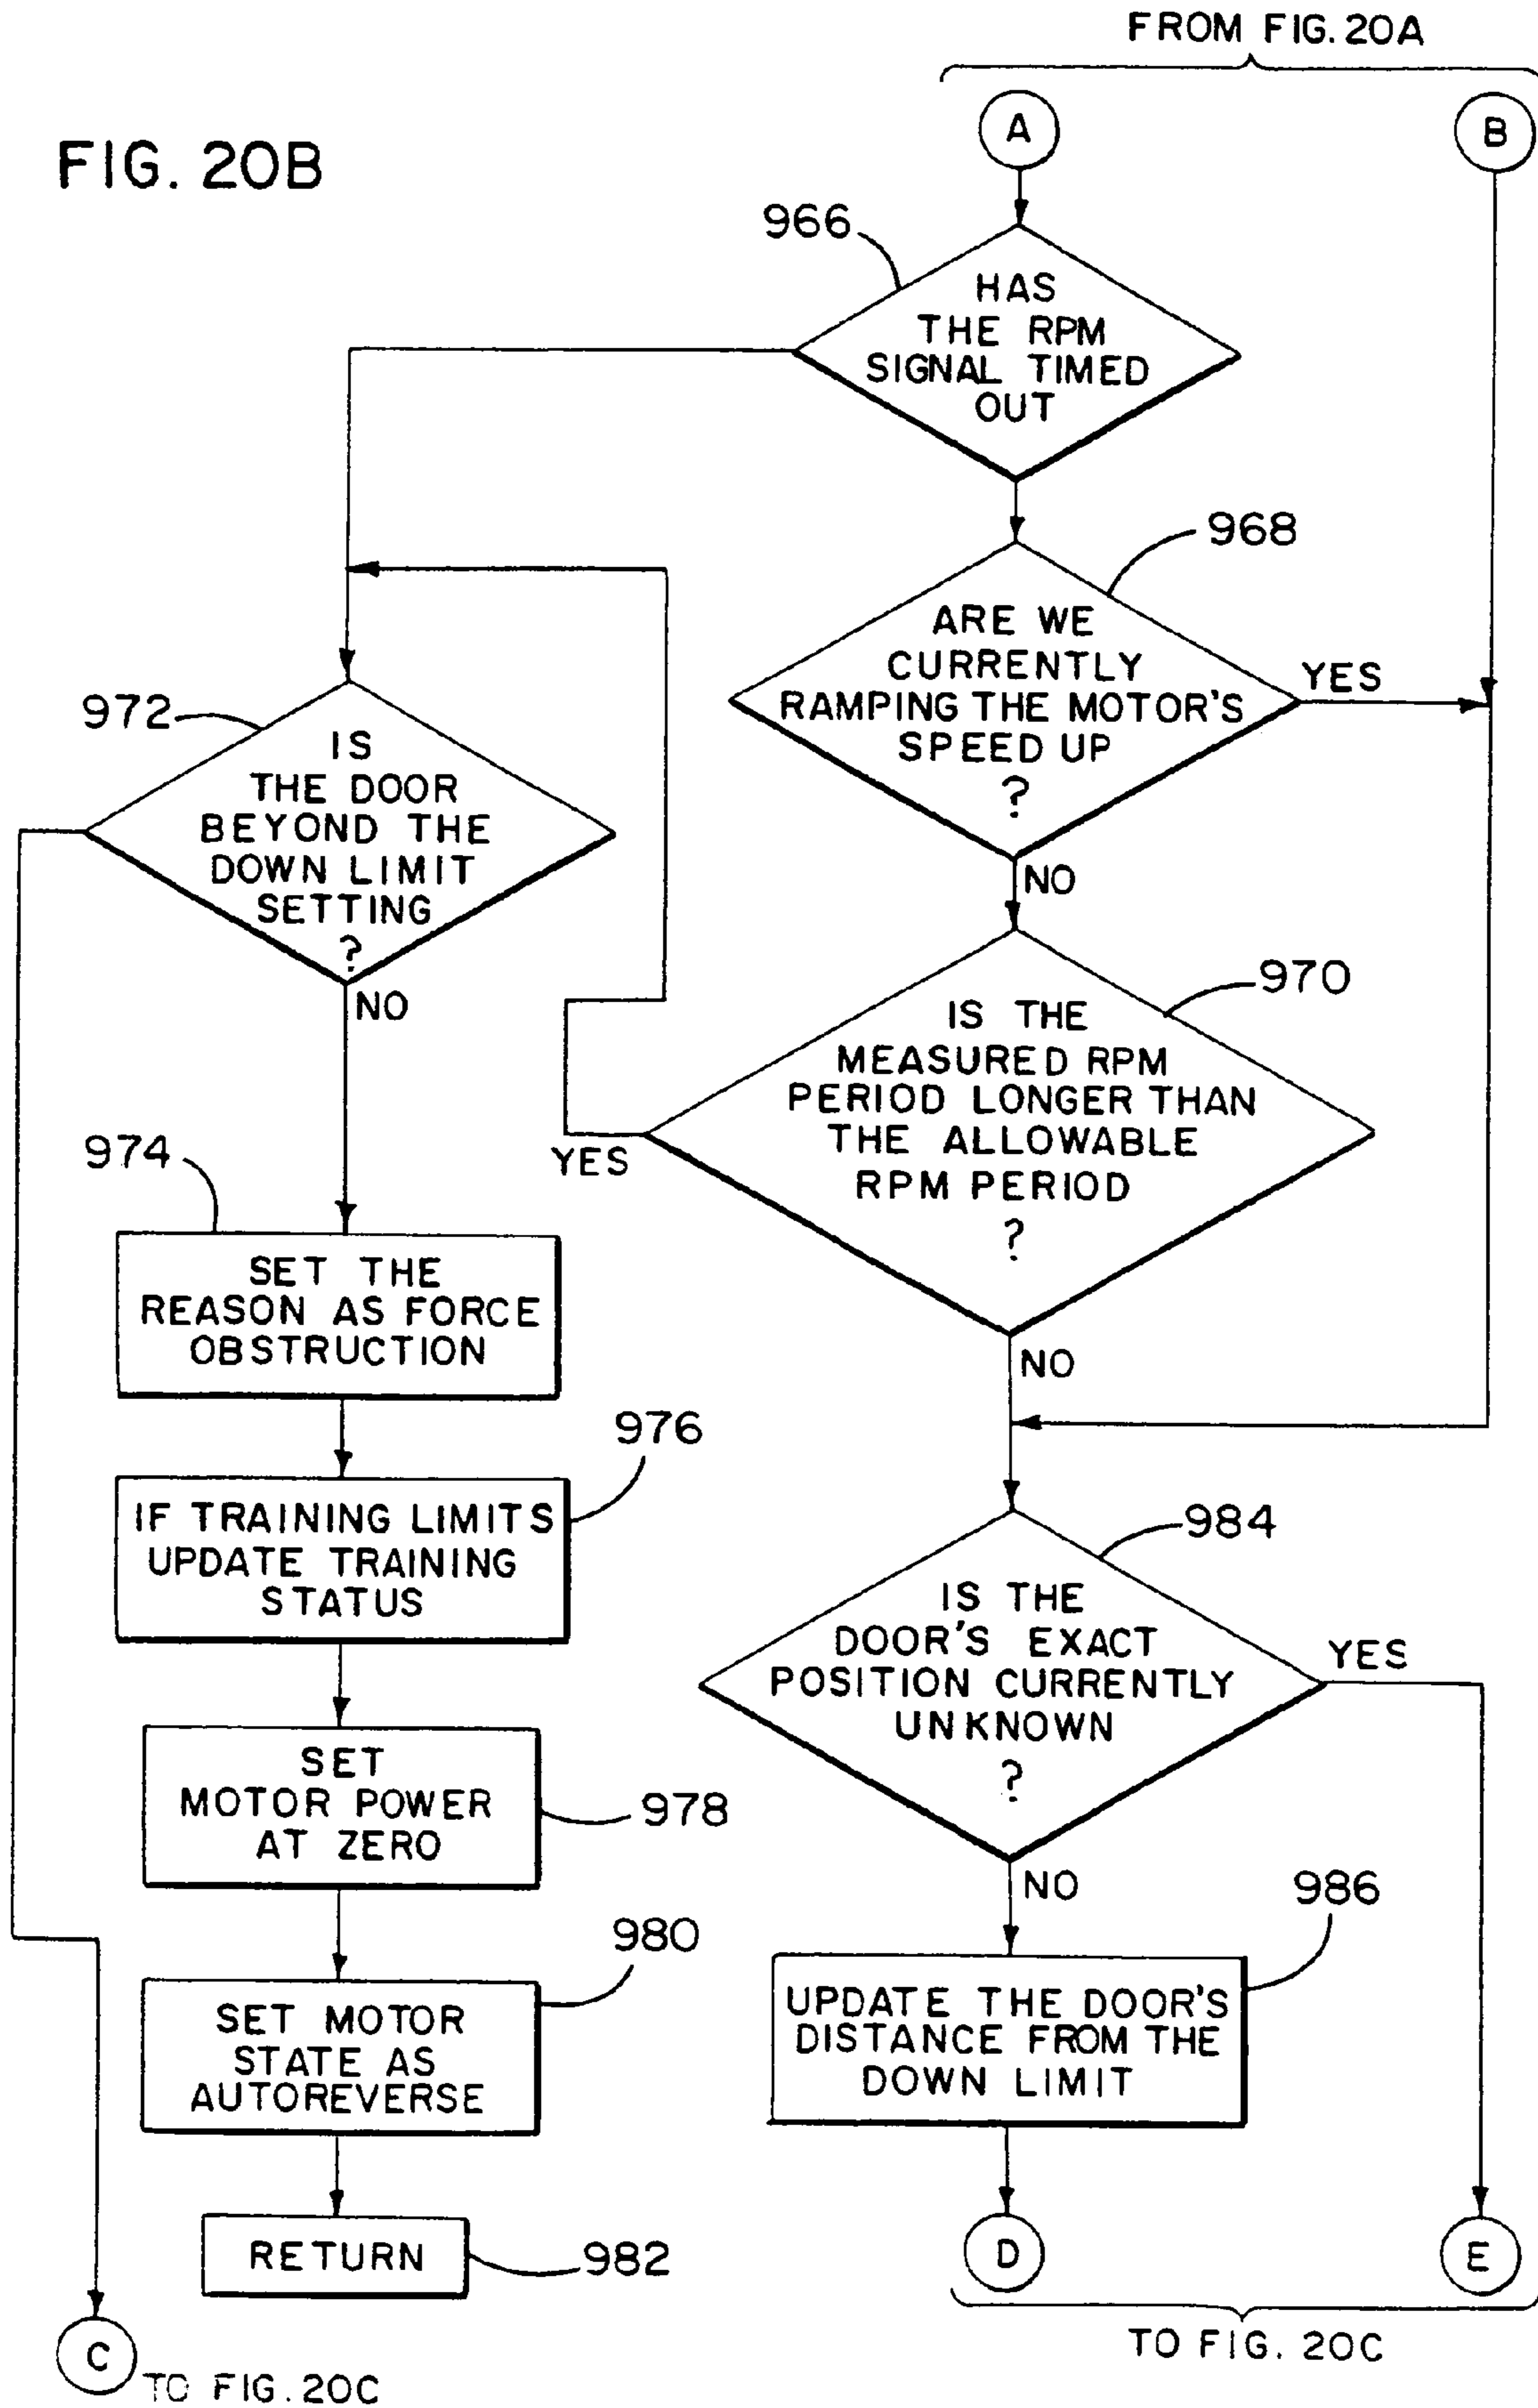 FROM FIG. 20A
FIG. 20B
A
B
966
HAS
THE RPM
SIGNAL TIMED
OUT
968
ARE WE
CURRENTLY
RAMPING THE MOTOR'S
SPEED UP
?
YES
NO
972
IS
THE DOOR
BEYOND THE
DOWN LIMIT
SETTING
?
NO
970
IS THE
MEASURED RPM
PERIOD LONGER THAN
THE ALLOWABLE
RPM PERIOD
?
YES
NO
974
SET THE
REASON AS FORCE
OBSTRUCTION
976
IF TRAINING LIMITS
UPDATE TRAINING
STATUS
984
IS THE
DOOR'S EXACT
POSITION CURRENTLY
UNKNOWN
?
YES
NO
SET
MOTOR POWER
AT ZERO
978
980
SET MOTOR
STATE AS
AUTOREVERSE
986
UPDATE THE DOOR'S
DISTANCE FROM THE
DOWN LIMIT
RETURN
982
D
E
C
TO FIG. 20C
TO FIG. 20C